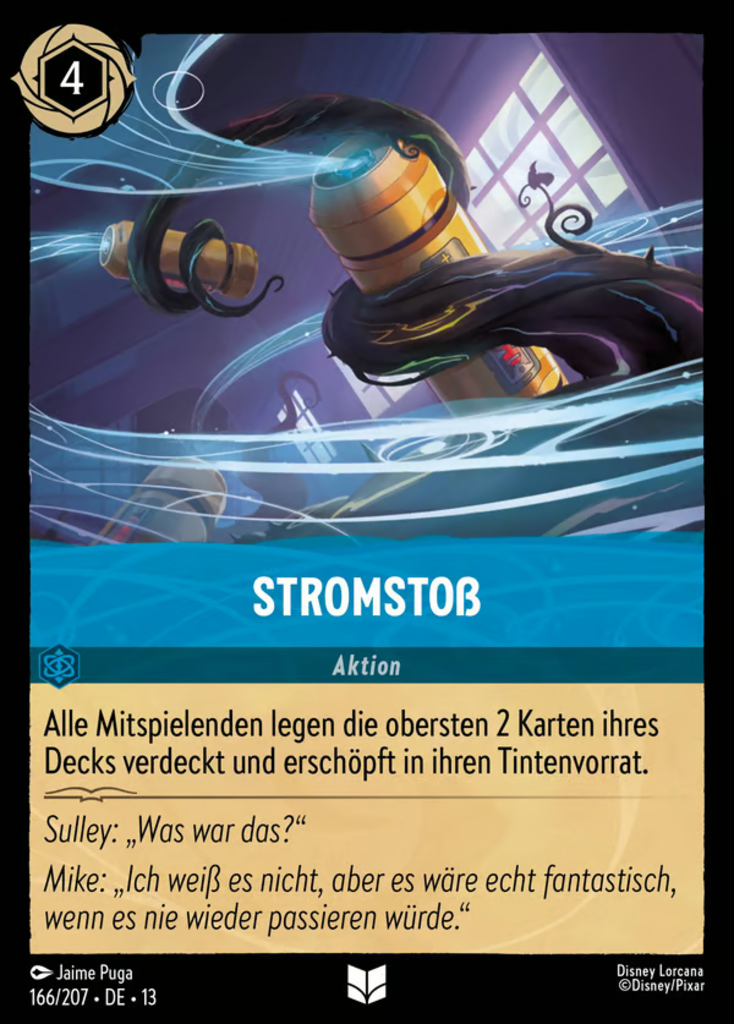 4
STROMSTOẞ
Aktion
Alle Mitspielenden legen die obersten 2 Karten ihres
Decks verdeckt und erschöpft in ihren Tintenvorrat.
Sulley: „Was war das?“
Mike: „Ich weiß es nicht, aber es wäre echt fantastisch,
wenn es nie wieder passieren würde.“
Jaime Puga
166/207 • DE • 13
Disney Lorcana
©Disney/Pixar